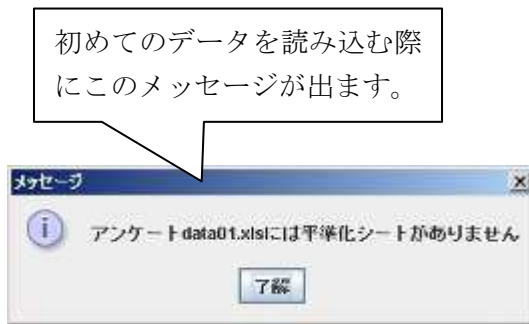 初めてのデータを読み込む際
にこのメッセージが出ます。
メッセージ
アンケートdata01.xlsには平準化シートがありません
了解